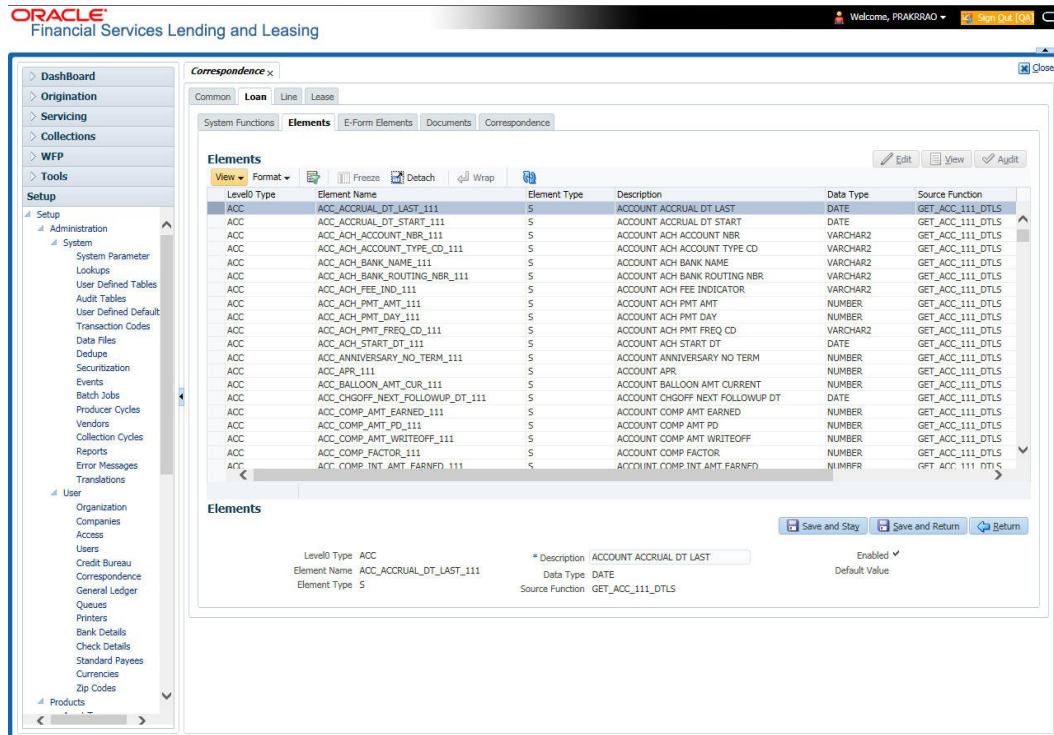 ORACLE
Financial Services Lending and Leasing
Welcome, PRAKRRAO
Sign Out [QA]
Close
DashBoard
Origination
Servicing
Collections
WFP
Tools
Setup
Setup
Administration
System
System Parameter
Lookups
User Defined Tables
Audit Tables
User Defined Default
Transaction Codes
Data Files
Dedupe
Securitization
Events
Batch Jobs
Producer Cycles
Vendors
Collection Cycles
Reports
Error Messages
Translations
User
Organization
Companies
Access
Users
Credit Bureau
Correspondence
General Ledger
Queues
Printers
Bank Details
Check Details
Standard Payees
Currencies
Zip Codes
Products
Correspondence
Common Loan Line Lease
System Functions Elements E-Form Elements Documents Correspondence
Elements
Edit View Audit
View Format Freeze Detach Wrap
Level0 Type Element Name Element Type Description Data Type Source Function
ACC ACC_ACCRUAL_DT_LAST_111 S ACCOUNT ACCRUAL DT LAST DATE GET_ACC_111_DTLS
ACC ACC_ACCRUAL_DT_START_111 S ACCOUNT ACCRUAL DT START DATE GET_ACC_111_DTLS
ACC ACC_ACH_ACCOUNT_NBR_111 S ACCOUNT ACH ACCOUNT NBR VARCHAR2 GET_ACC_111_DTLS
ACC ACC_ACH_ACCOUNT_TYPE_CD_111 S ACCOUNT ACH ACCOUNT TYPE CD VARCHAR2 GET_ACC_111_DTLS
ACC ACC_ACH_BANK_NAME_111 S ACCOUNT ACH BANK NAME VARCHAR2 GET_ACC_111_DTLS
ACC ACC_ACH_BANK_ROUTING_NBR_111 S ACCOUNT ACH BANK ROUTING NBR VARCHAR2 GET_ACC_111_DTLS
ACC ACC_ACH_FEE_IND_111 S ACCOUNT ACH FEE INDICATOR VARCHAR2 GET_ACC_111_DTLS
ACC ACC_ACH_PMT_AMT_111 S ACCOUNT ACH PMT AMT NUMBER GET_ACC_111_DTLS
ACC ACC_ACH_PMT_DAY_111 S ACCOUNT ACH PMT DAY NUMBER GET_ACC_111_DTLS
ACC ACC_ACH_PMT_FREQ_CD_111 S ACCOUNT ACH PMT FREQ CD VARCHAR2 GET_ACC_111_DTLS
ACC ACC_ACH_START_DT_111 S ACCOUNT ACH START DT DATE GET_ACC_111_DTLS
ACC ACC_ANNIVERSARY_NO_TERM_111 S ACCOUNT ANNIVERSARY NO TERM NUMBER GET_ACC_111_DTLS
ACC ACC_APR_111 S ACCOUNT APR NUMBER GET_ACC_111_DTLS
ACC ACC_BALLOON_AMT_CUR_111 S ACCOUNT BALLOON AMT CURRENT NUMBER GET_ACC_111_DTLS
ACC ACC_CHGOFF_NEXT_FOLLOWUP_DT_111 S ACCOUNT CHGOFF NEXT FOLLOWUP DT DATE GET_ACC_111_DTLS
ACC ACC_COMP_AMT_EARNED_111 S ACCOUNT COMP AMT EARNED NUMBER GET_ACC_111_DTLS
ACC ACC_COMP_AMT_PD_111 S ACCOUNT COMP AMT PD NUMBER GET_ACC_111_DTLS
ACC ACC_COMP_AMT_WRITEOFF_111 S ACCOUNT COMP AMT WRITEOFF NUMBER GET_ACC_111_DTLS
ACC ACC_COMP_FACTOR_111 S ACCOUNT COMP FACTOR NUMBER GET_ACC_111_DTLS
ACC ACC_COMP_INT_AMT_EARNED_111 S ACCOUNT COMP INT AMT EARNED NUMBER GET_ACC_111_DTLS
Elements
Save and Stay Save and Return Return
Level0 Type ACC * Description ACCOUNT ACCRUAL DT LAST Enabled
Element Name ACC_ACCRUAL_DT_LAST_111 Data Type DATE Default Value
Element Type S Source Function GET_ACC_111_DTLS